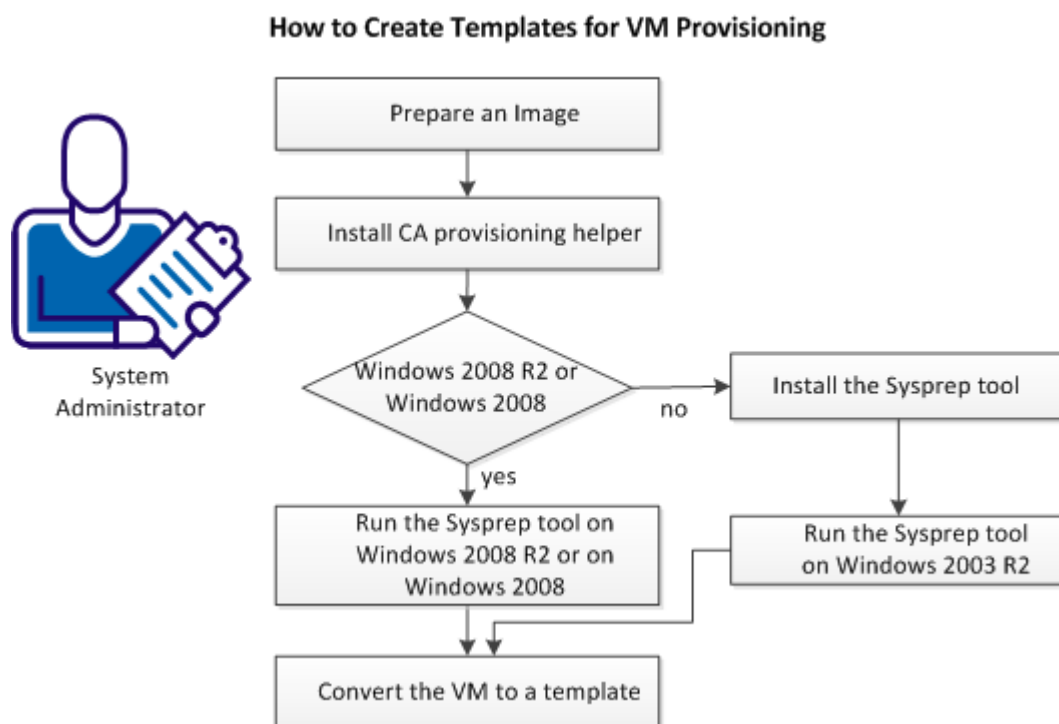 How to Create Templates for VM Provisioning
Prepare an Image
Install CA provisioning helper
System
Administrator
Windows 2008 R2 or
Windows 2008
no
Install the Sysprep tool
yes
Run the Sysprep tool on
Windows 2008 R2 or on
Windows 2008
Run the Sysprep tool
on Windows 2003 R2
Convert the VM to a template